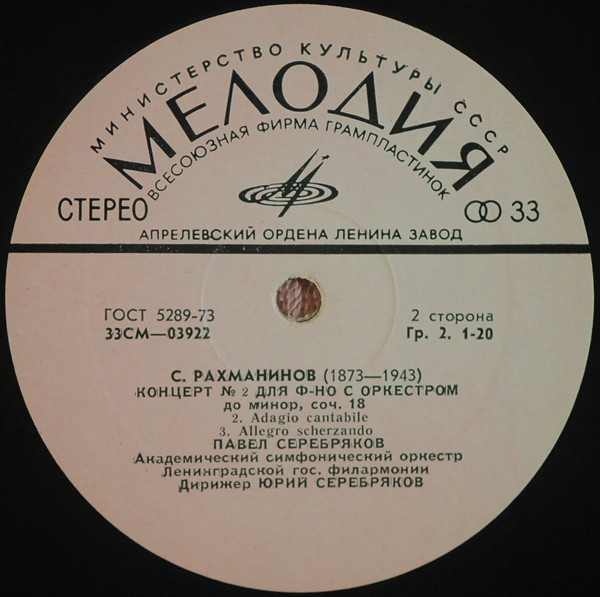 МИНИСТЕРСТВО КУЛЬТУРЫ СССР
МЕЛОДИЯ
ВСЕСОЮЗНАЯ ФИРМА ГРАМПЛАСТИНОК
СТЕРЕО
33
АПРЕЛЕВСКИЙ ОРДЕНА ЛЕНИНА ЗАВОД
ГОСТ 5289-73
2 сторона
33СМ—03922
Гр. 2. 1-20
С. РАХМАНИНОВ (1873—1943)
КОНЦЕРТ № 2 ДЛЯ Ф-НО С ОРКЕСТРОМ
до минор, соч. 18
2. Adagio cantabile
3. Allegro scherzando
ПАВЕЛ СЕРЕБРЯКОВ
Академический симфонический оркестр
Ленинградской гос. филармонии
Дирижер ЮРИЙ СЕРЕБРЯКОВ